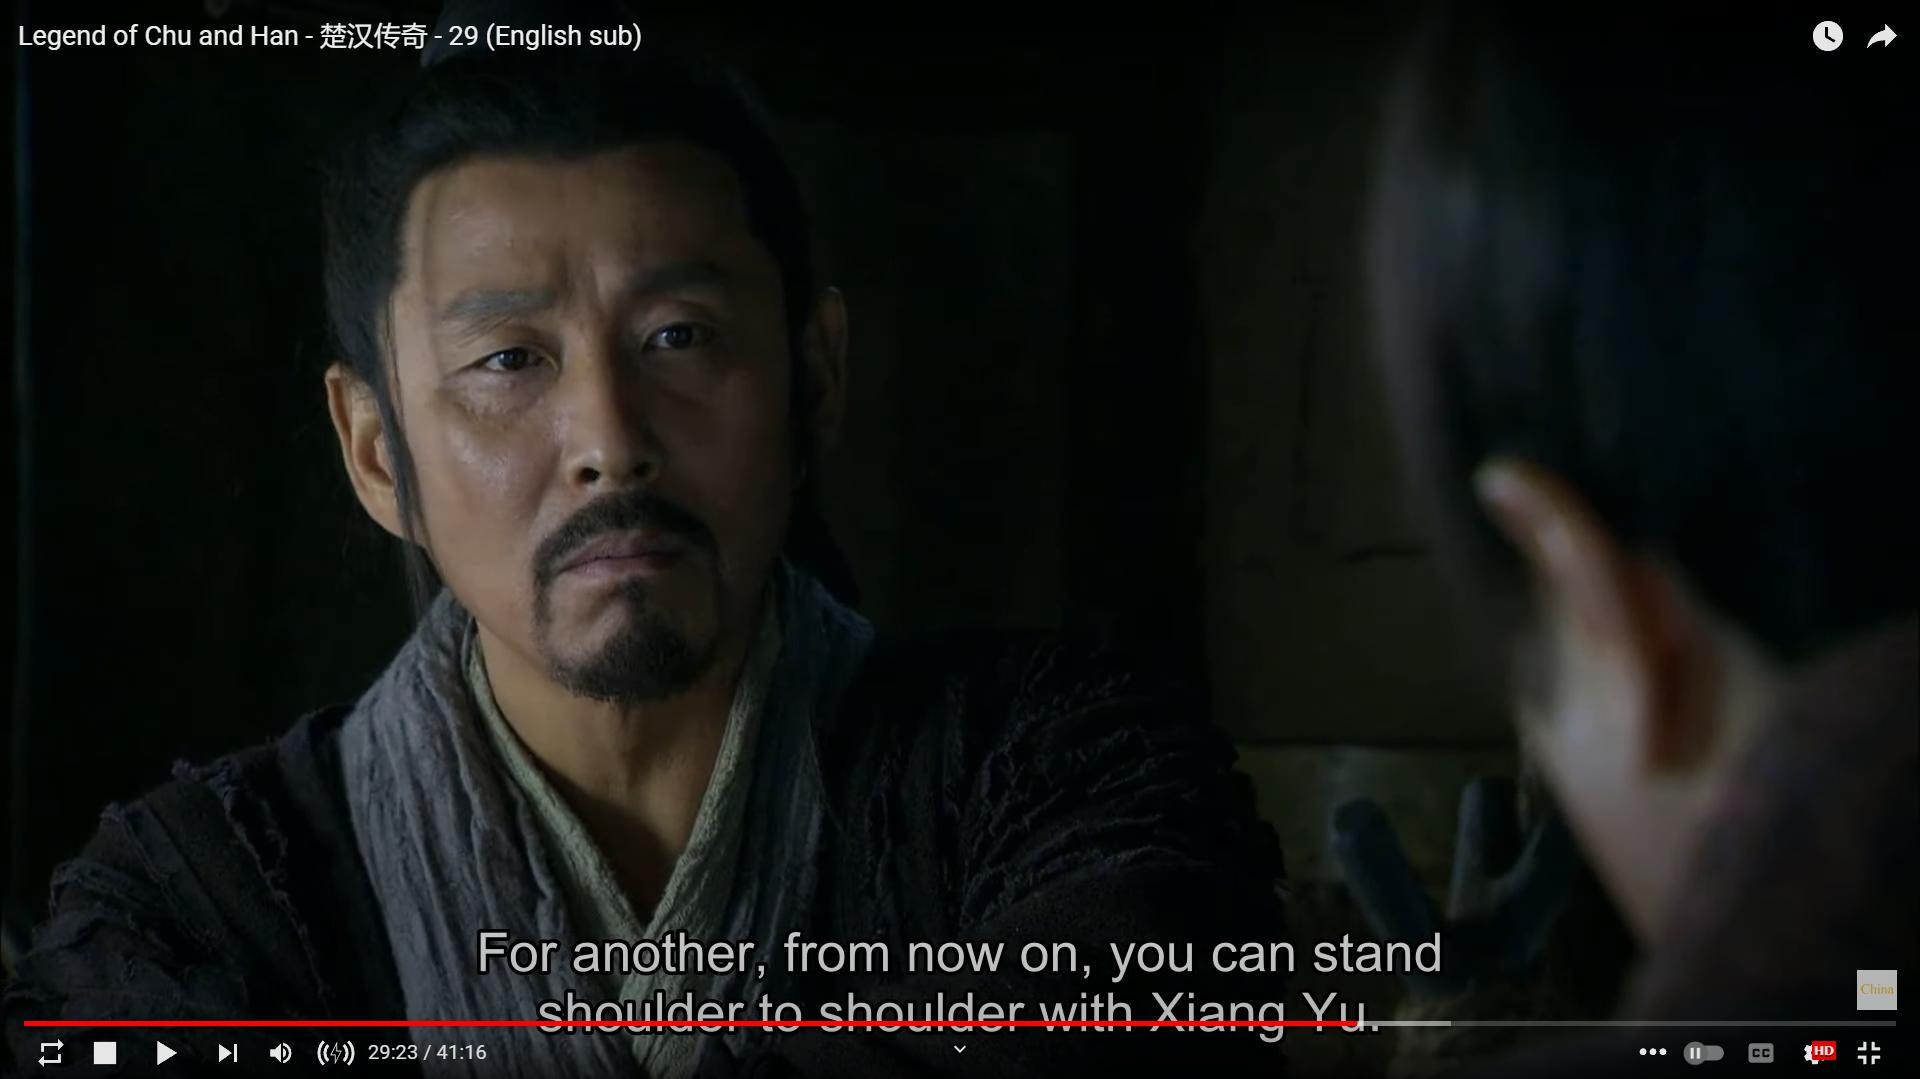 Legend of Chu and Han - 楚汉传奇 - 29 (English sub)
For another, from now on, you can stand
shoulder to shoulder with Xiang Yu.
China
29:23 / 41:16
CC
HD